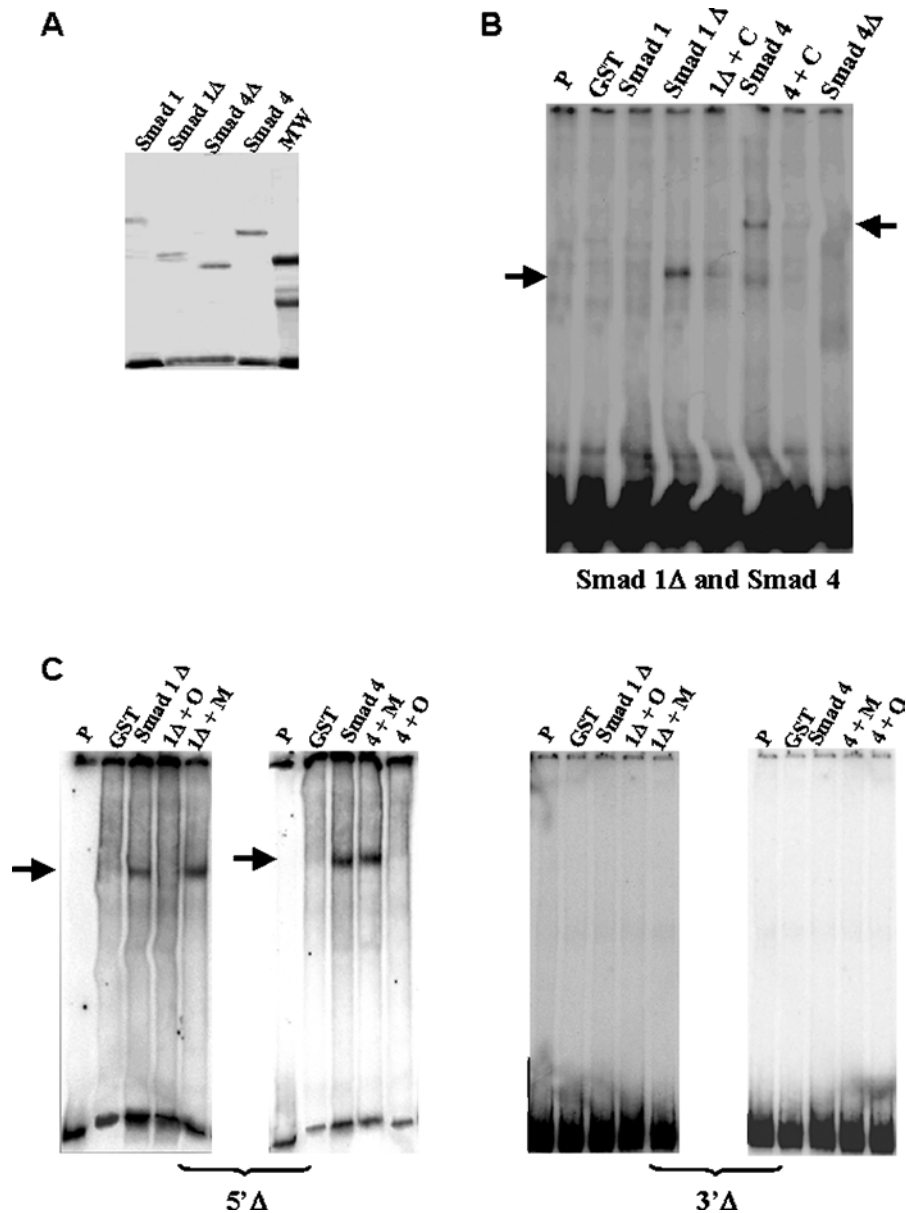 A
Smad 1
Smad 1Δ
Smad 4Δ
Smad 4
MW
B
P
GST
Smad 1
Smad 1 Δ
1Δ + C
Smad 4
4 + C
Smad 4Δ
Smad 1Δ and Smad 4
C
P
GST
Smad 1 Δ
1Δ + O
1Δ + M
P
GST
Smad 4
4 + M
4 + O
P
GST
Smad 1Δ
1Δ + O
1Δ + M
P
GST
Smad 4
4 + M
4 + O
5’Δ
3’Δ